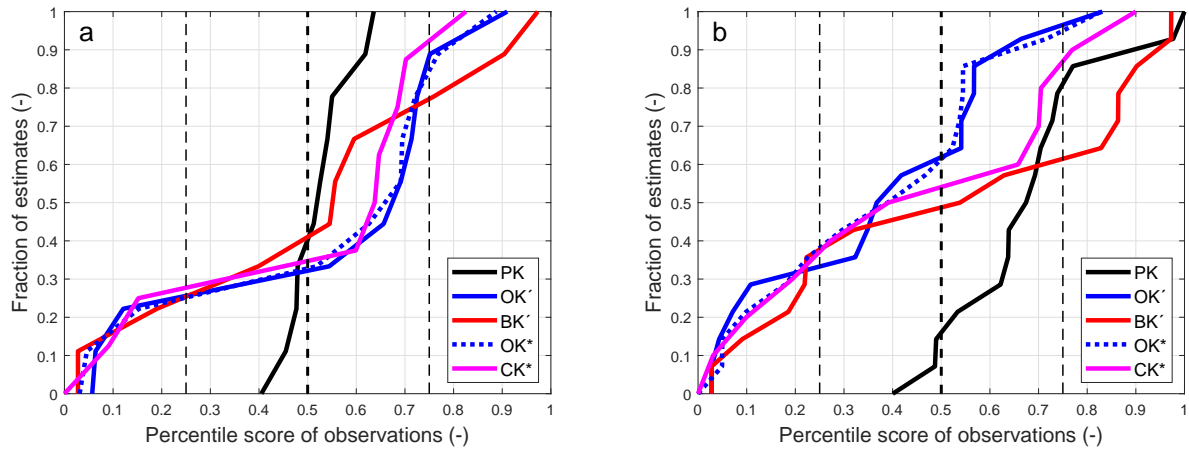 a
Fraction of estimates (-)
1
0.9
0.8
0.7
0.6
0.5
0.4
0.3
0.2
0.1
0
PK
OK´
BK´
OK*
CK*
0 0.1 0.2 0.3 0.4 0.5 0.6 0.7 0.8 0.9 1
Percentile score of observations (-)
b
Fraction of estimates (-)
1
0.9
0.8
0.7
0.6
0.5
0.4
0.3
0.2
0.1
0
PK
OK´
BK´
OK*
CK*
0 0.1 0.2 0.3 0.4 0.5 0.6 0.7 0.8 0.9 1
Percentile score of observations (-)